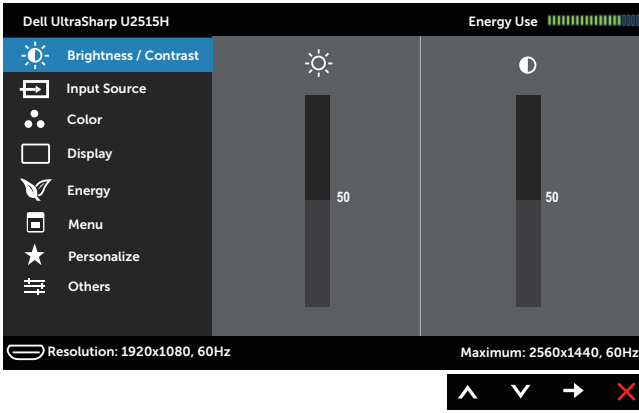 Dell UltraSharp U2515H
Energy Use
Brightness / Contrast
Input Source
Color
Display
Energy
Menu
Personalize
Others
50
50
Resolution: 1920x1080, 60Hz
Maximum: 2560x1440, 60Hz